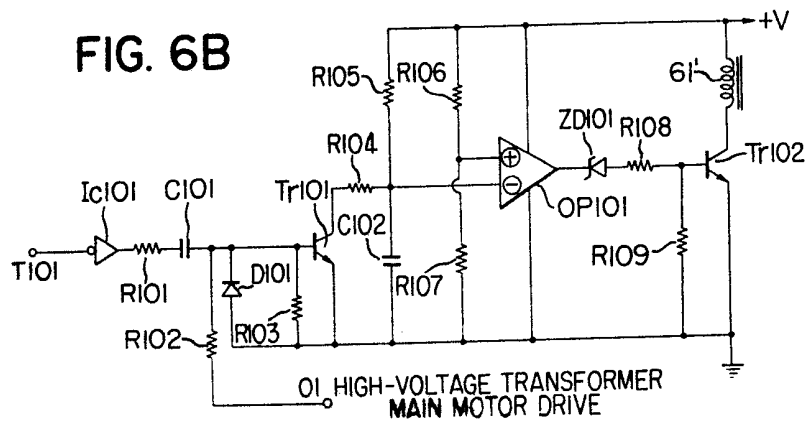 FIG. 6B
+V
R105
R106
61'
ZD101
R108
R104
Tr102
Ic101
C101
Tr101
OP101
C102
T101
R101
D101
R107
R109
R102
R103
01 HIGH-VOLTAGE TRANSFORMER
MAIN MOTOR DRIVE